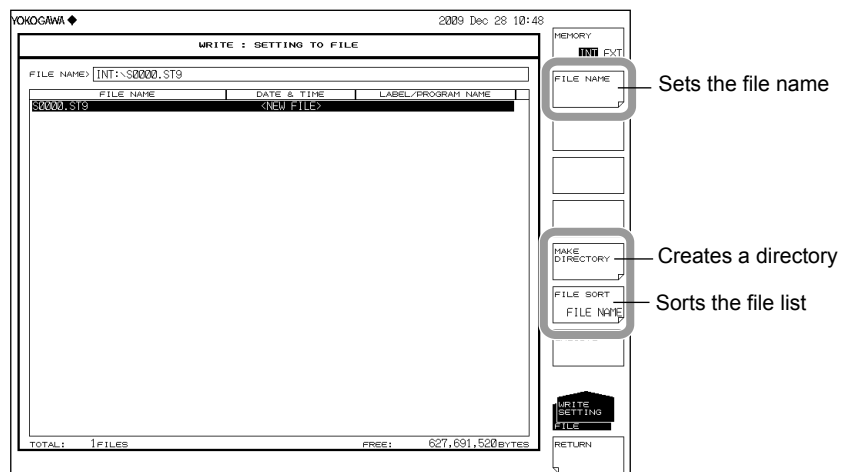 YOKOGAWA ◆ 2009 Dec 28 10:48
WRITE : SETTING TO FILE
FILE NAME> INT:\S0000.ST9
FILE NAME DATE & TIME LABEL/PROGRAM NAME
S0000.ST9 <NEW FILE>
TOTAL: 1FILES FREE: 627,691,520BYTES
MEMORY
INT EXT
FILE NAME
Sets the file name
MAKE
DIRECTORY
Creates a directory
FILE SORT
FILE NAME
Sorts the file list
WRITE
SETTING
FILE
RETURN